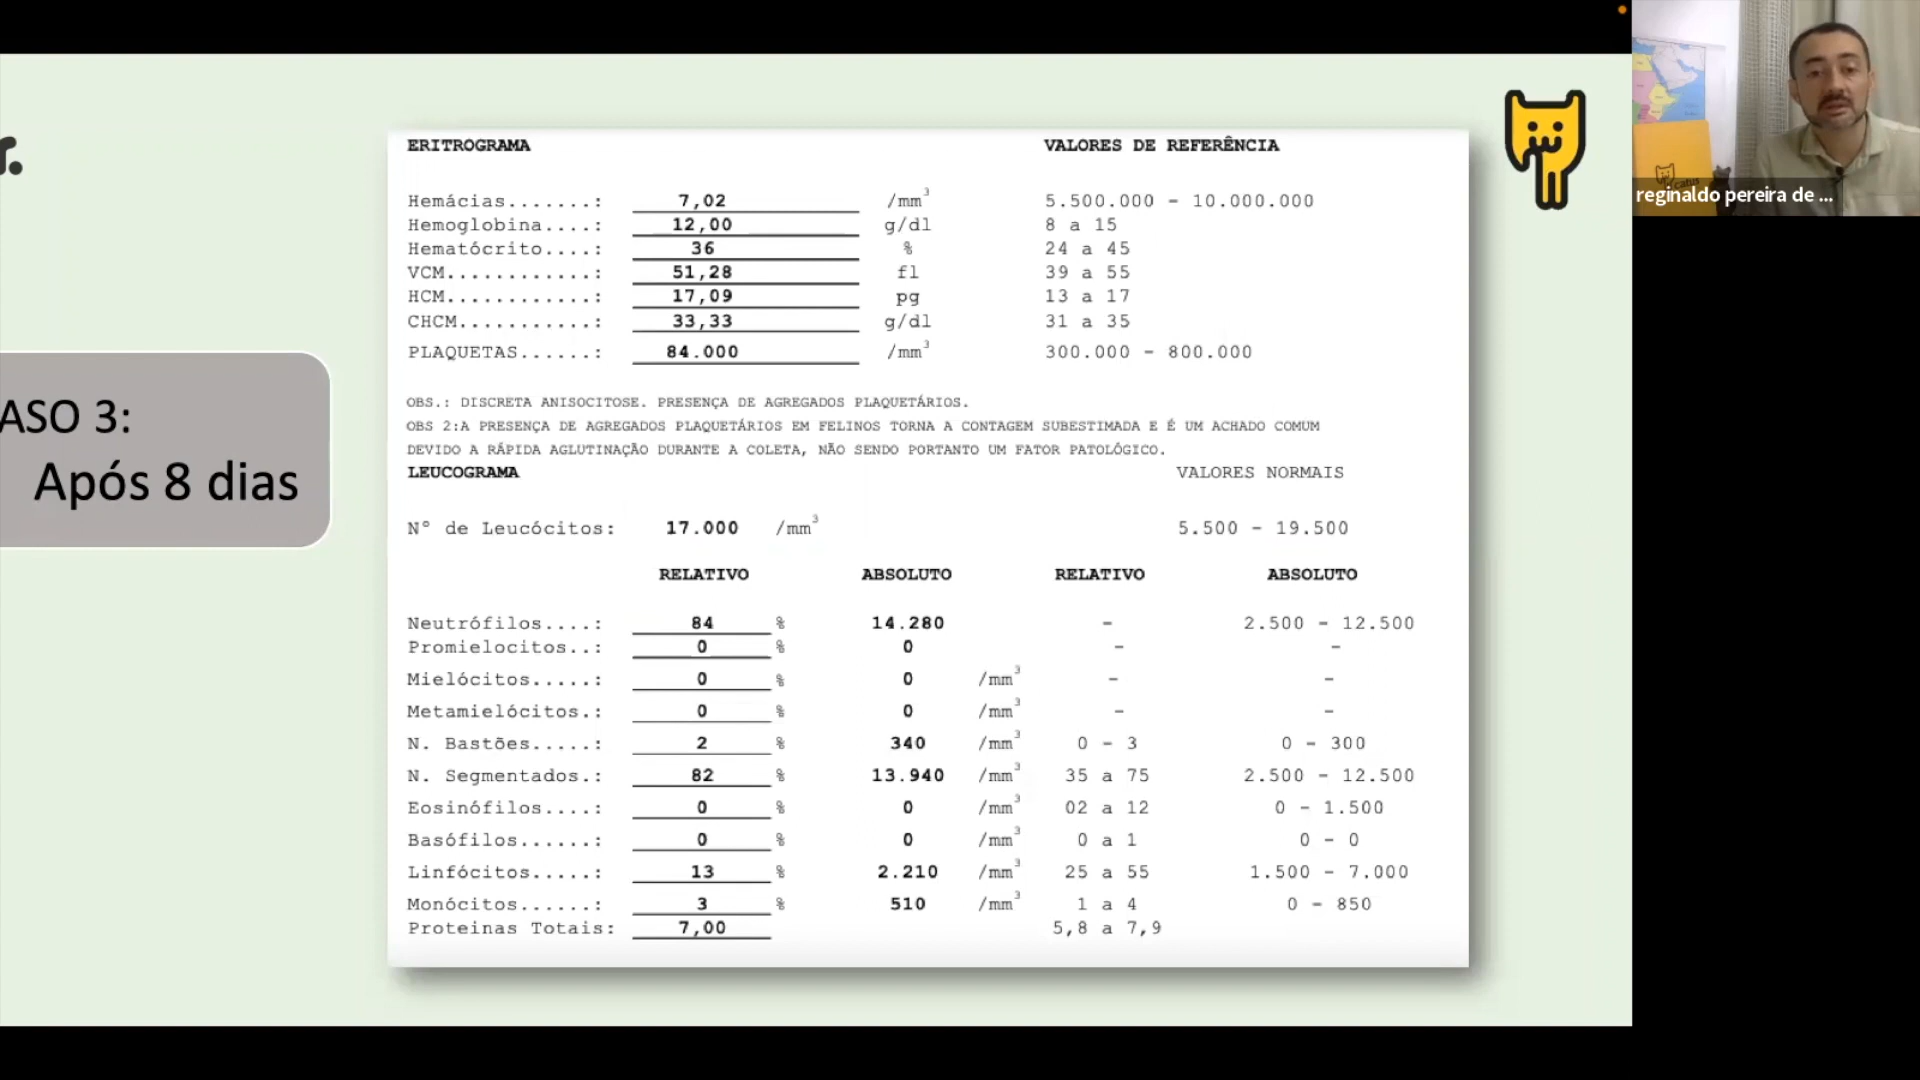 r.
ASO 3:
Após 8 dias
ERITROGRAMA VALORES DE REFERÊNCIA
Hemácias.......: 7,02 /mm³ 5.500.000 - 10.000.000
Hemoglobina....: 12,00 g/dl 8 a 15
Hematócrito....: 36 % 24 a 45
VCM............: 51,28 fl 39 a 55
HCM............: 17,09 pg 13 a 17
CHCM...........: 33,33 g/dl 31 a 35
PLAQUETAS......: 84.000 /mm³ 300.000 - 800.000
OBS.: DISCRETA ANISOCITOSE. PRESENÇA DE AGREGADOS PLAQUETÁRIOS.
OBS 2:A PRESENÇA DE AGREGADOS PLAQUETÁRIOS EM FELINOS TORNA A CONTAGEM SUBESTIMADA E É UM ACHADO COMUM
DEVIDO A RÁPIDA AGLUTINAÇÃO DURANTE A COLETA, NÃO SENDO PORTANTO UM FATOR PATOLÓGICO.
LEUCOGRAMA VALORES NORMAIS
N° de Leucócitos: 17.000 /mm³ 5.500 - 19.500
RELATIVO ABSOLUTO RELATIVO ABSOLUTO
Neutrófilos....: 84 % 14.280 - 2.500 - 12.500
Promielocitos..: 0 % 0 - -
Mielócitos.....: 0 % 0 /mm³ - -
Metamielócitos.: 0 % 0 /mm³ - -
N. Bastões.....: 2 % 340 /mm³ 0 - 3 0 - 300
N. Segmentados.: 82 % 13.940 /mm³ 35 a 75 2.500 - 12.500
Eosinófilos....: 0 % 0 /mm³ 02 a 12 0 - 1.500
Basófilos......: 0 % 0 /mm³ 0 a 1 0 - 0
Linfócitos.....: 13 % 2.210 /mm³ 25 a 55 1.500 - 7.000
Monócitos......: 3 % 510 /mm³ 1 a 4 0 - 850
Proteinas Totais: 7,00 5,8 a 7,9
reginaldo pereira de ...